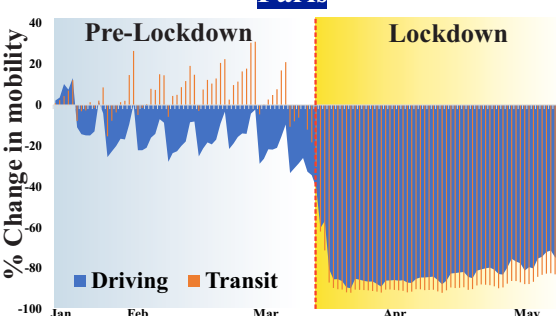 Paris
Pre-Lockdown
Lockdown
% Change in mobility
40
20
0
-20
-40
-60
-80
-100
Driving
Transit
Jan
Feb
Mar
Apr
May